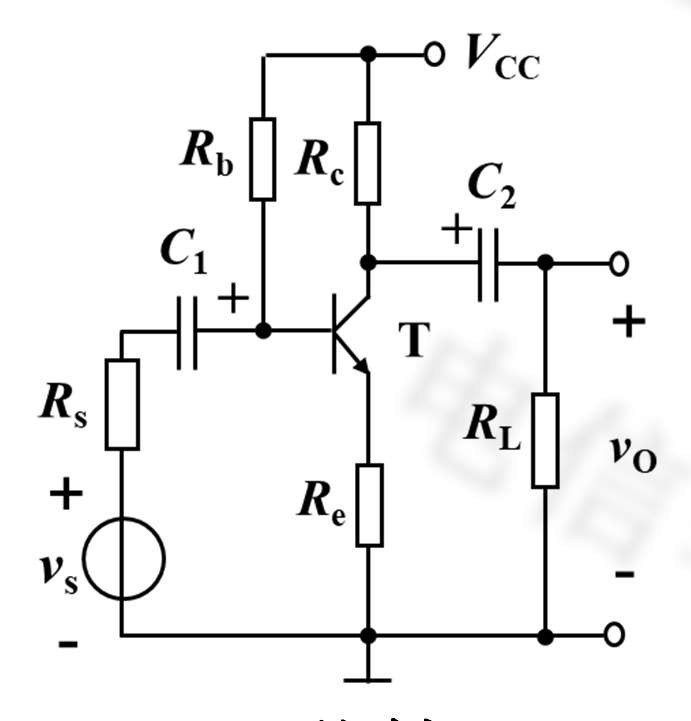 V_CC
R_b
R_c
C_2
+
C_1
+
T
+
R_s
R_L
v_O
+
R_e
v_s
-
-